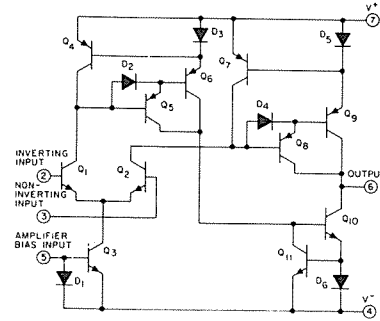 V+
7
Q4
D3
D5
Q7
D2
Q6
Q5
D4
Q9
Q8
INVERTING
INPUT
2
Q1
Q2
OUTPUT
6
NON-
INVERTING
INPUT
3
Q10
AMPLIFIER
BIAS INPUT
5
Q3
Q11
D1
D6
V-
4